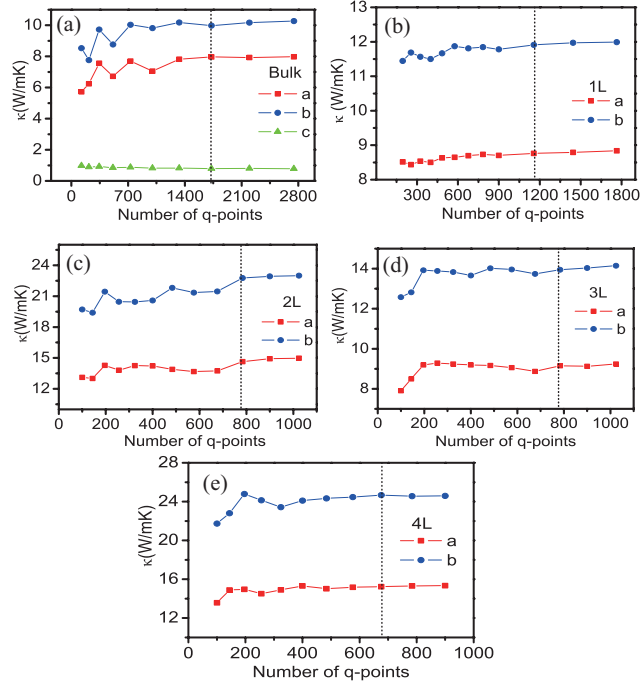 (a)
κ(W/mK)
10
8
6
4
2
0
Bulk
a
b
c
0 700 1400 2100 2800
Number of q-points
(b)
κ (W/mK)
13
12
11
10
9
8
1L
a
b
300 600 900 1200 1500 1800
Number of q-points
(c)
κ(W/mK)
24
21
18
15
12
2L
a
b
0 200 400 600 800 1000
Number of q-points
(d)
κ(W/mK)
14
12
10
8
3L
a
b
0 200 400 600 800 1000
Number of q-points
(e)
κ(W/mK)
28
24
20
16
12
4L
a
b
0 200 400 600 800 1000
Number of q-points